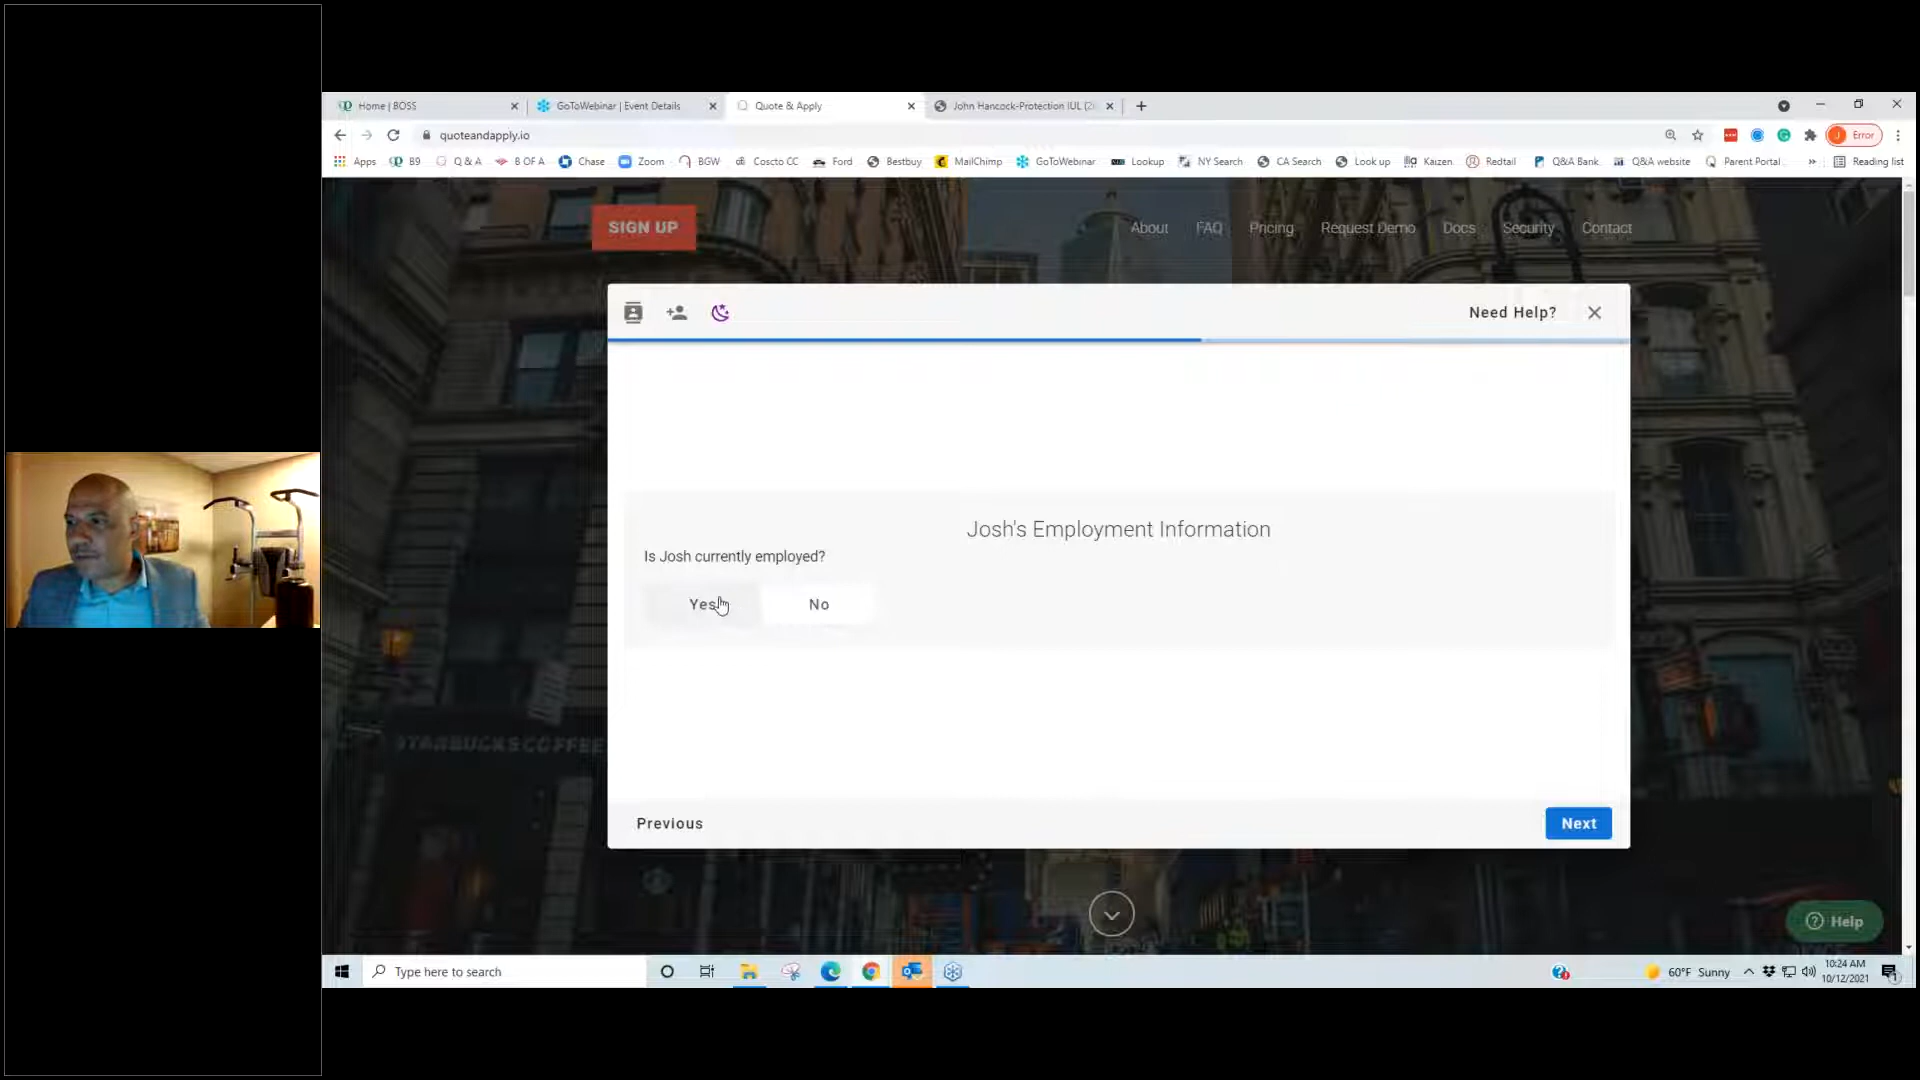 Home | BOSS
GoToWebinar | Event Details
Quote & Apply
John Hancock-Protection IUL (2
quoteandapply.io
Error
Apps
B9
Q & A
B OF A
Chase
Zoom
BGW
Coscto CC
Ford
Bestbuy
MailChimp
GoToWebinar
Lookup
NY Search
CA Search
Look up
Kaizen
Redtail
Q&A Bank
Q&A website
Parent Portal
Reading list
SIGN UP
About
FAQ
Pricing
Request Demo
Docs
Security
Contact
Need Help?
Josh's Employment Information
Is Josh currently employed?
Yes
No
STARBUCKS COFFEE
Previous
Next
Help
Type here to search
60°F Sunny
10:24 AM
10/12/2021